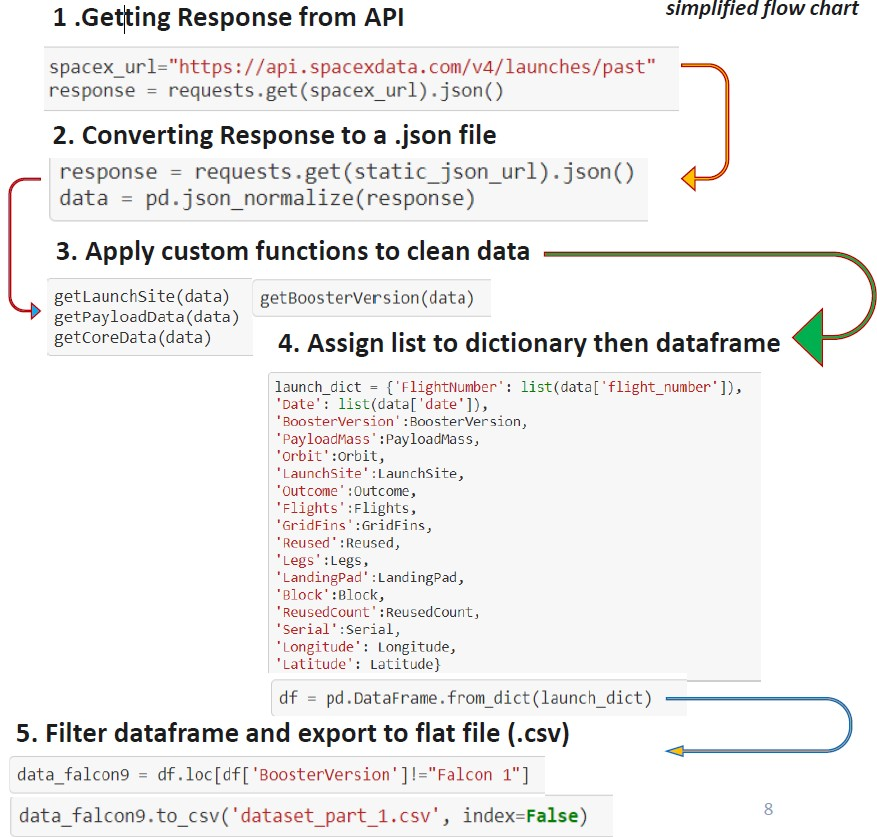 simplified flow chart
1 .Getting Response from API
spacex_url="https://api.spacexdata.com/v4/launches/past"
response = requests.get(spacex_url).json()
2. Converting Response to a .json file
response = requests.get(static_json_url).json()
data = pd.json_normalize(response)
3. Apply custom functions to clean data
getLaunchSite(data)
getPayloadData(data)
getCoreData(data)
getBoosterVersion(data)
4. Assign list to dictionary then dataframe
launch_dict = {'FlightNumber': list(data['flight_number']),
'Date': list(data['date']),
'BoosterVersion':BoosterVersion,
'PayloadMass':PayloadMass,
'Orbit':Orbit,
'LaunchSite':LaunchSite,
'Outcome':Outcome,
'Flights':Flights,
'GridFins':GridFins,
'Reused':Reused,
'Legs':Legs,
'LandingPad':LandingPad,
'Block':Block,
'ReusedCount':ReusedCount,
'Serial':Serial,
'Longitude': Longitude,
'Latitude': Latitude}
df = pd.DataFrame.from_dict(launch_dict)
5. Filter dataframe and export to flat file (.csv)
data_falcon9 = df.loc[df['BoosterVersion']!="Falcon 1"]
data_falcon9.to_csv('dataset_part_1.csv', index=False)
8